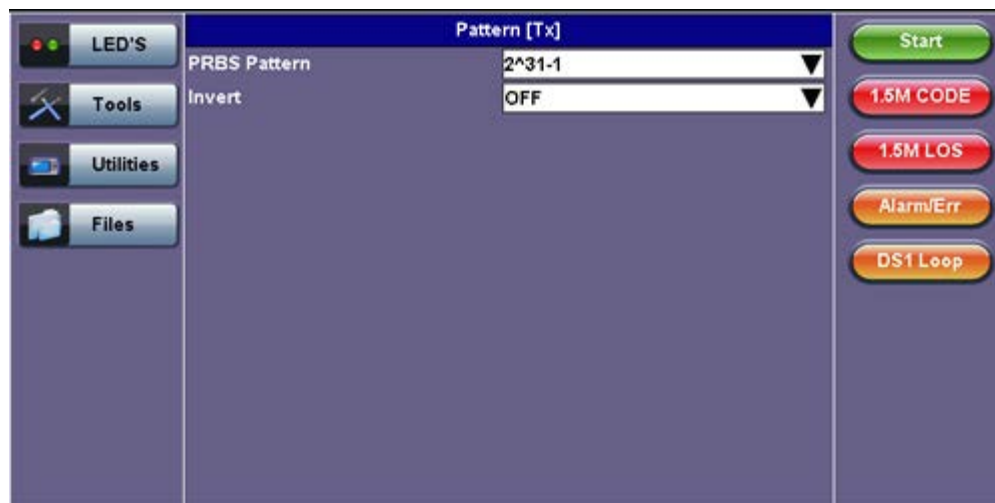 LED'S
Tools
Utilities
Files
Pattern [Tx]
PRBS Pattern 2^31-1
Invert OFF
Start
1.5M CODE
1.5M LOS
Alarm/Err
DS1 Loop